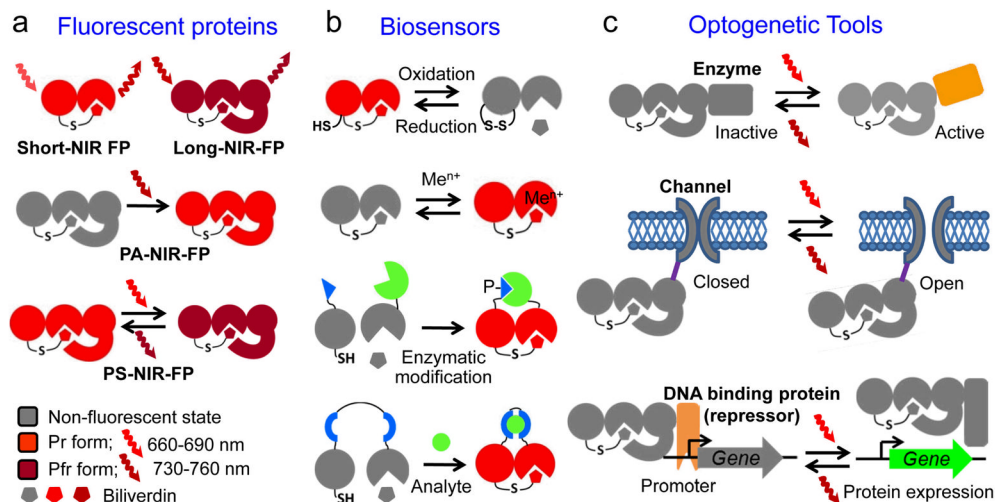 a Fluorescent proteins
Short-NIR FP
Long-NIR-FP
S
S
PA-NIR-FP
S
S
PS-NIR-FP
S
S
Non-fluorescent state
Pr form; 660-690 nm
Pfr form; 730-760 nm
Biliverdin
b Biosensors
Oxidation
Reduction
HS
S
S-S
Meⁿ⁺
Meⁿ⁺
S
P
SH
S
Enzymatic
modification
Analyte
SH
S
c Optogenetic Tools
Enzyme
Inactive
Active
S
S
Channel
Closed
Open
S
S
DNA binding protein
(repressor)
S
S
Gene
Gene
Promoter
Protein expression